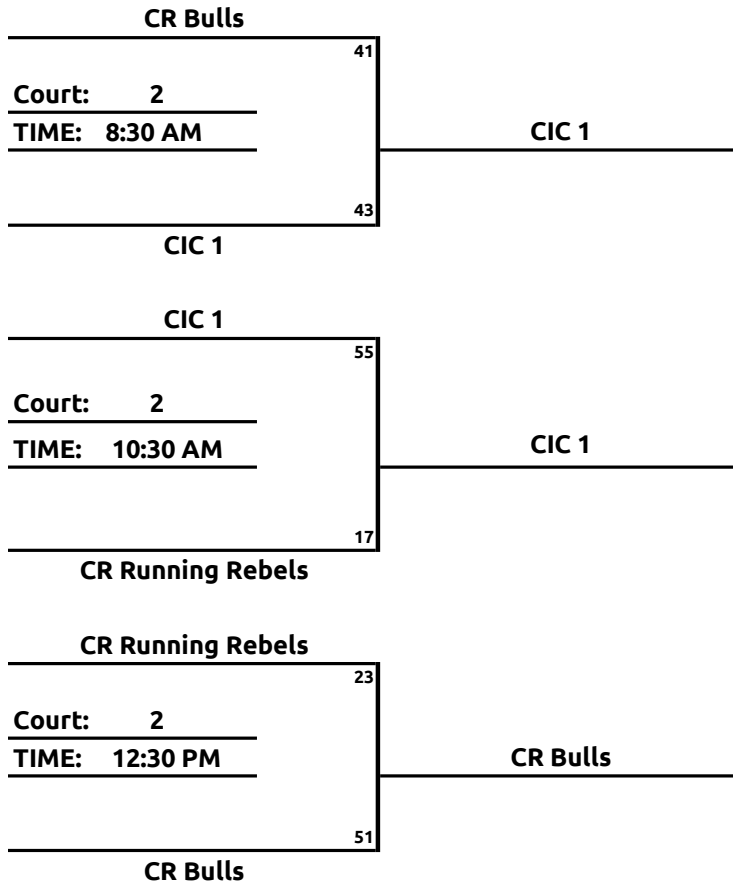 CR Bulls
41
Court: 2
TIME: 8:30 AM
CIC 1
43
CIC 1
CIC 1
55
Court: 2
TIME: 10:30 AM
CIC 1
17
CR Running Rebels
CR Running Rebels
23
Court: 2
TIME: 12:30 PM
CR Bulls
51
CR Bulls